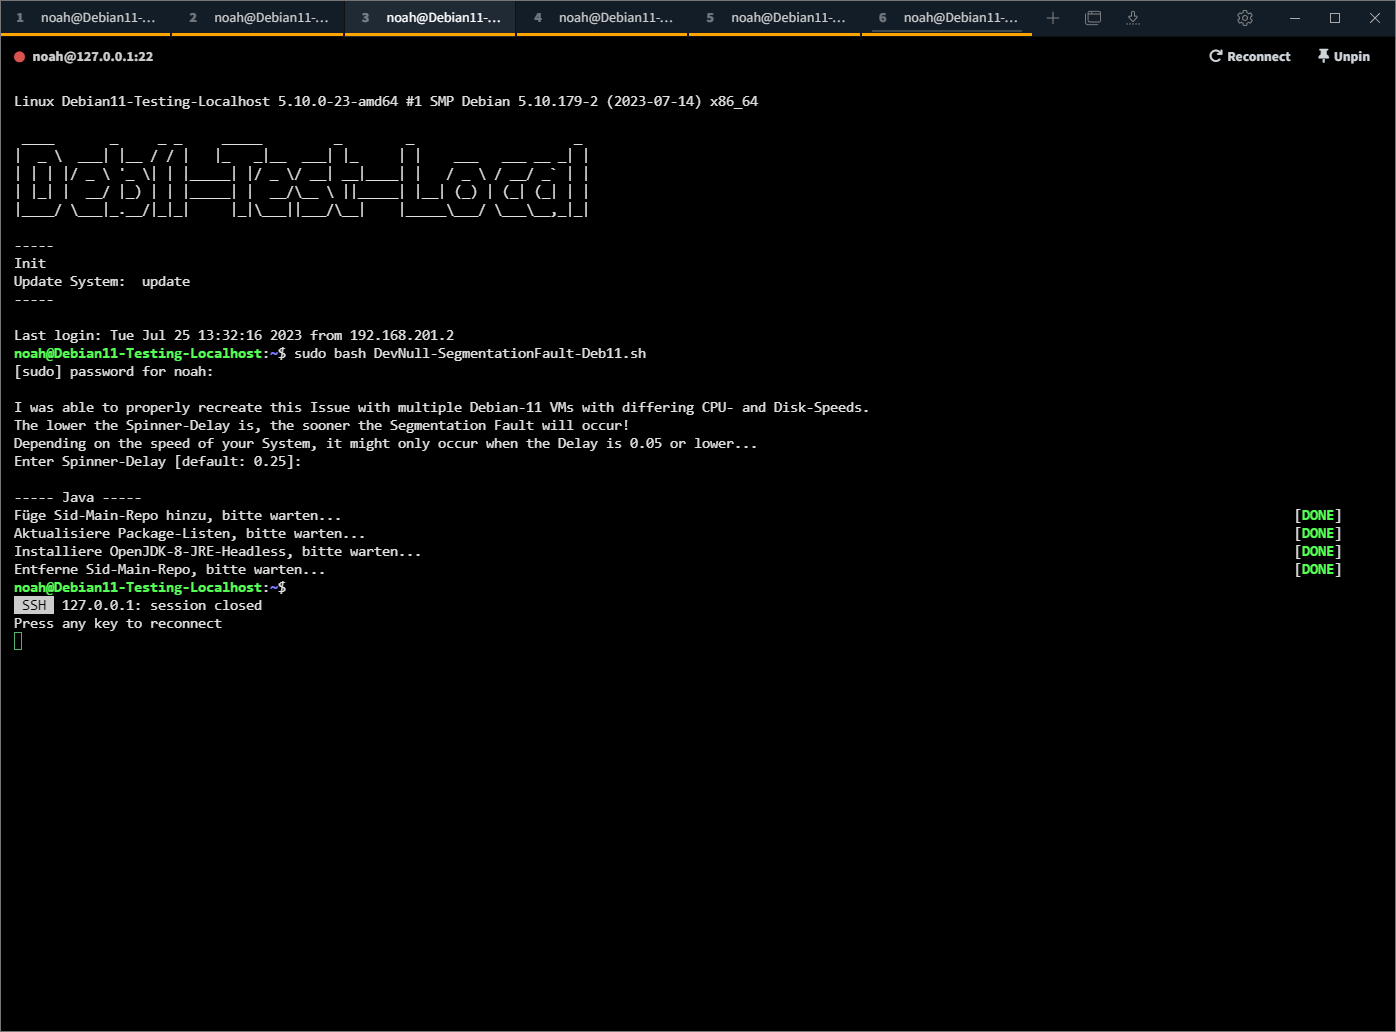 1 noah@Debian11-... 2 noah@Debian11-... 3 noah@Debian11-... 4 noah@Debian11-... 5 noah@Debian11-... 6 noah@Debian11-...
noah@127.0.0.1:22 Reconnect Unpin
Linux Debian11-Testing-Localhost 5.10.0-23-amd64 #1 SMP Debian 5.10.179-2 (2023-07-14) x86_64
Deb11-Test-Local
-----
Init
Update System:  update
-----
Last login: Tue Jul 25 13:32:16 2023 from 192.168.201.2
noah@Debian11-Testing-Localhost:~$ sudo bash DevNull-SegmentationFault-Deb11.sh
[sudo] password for noah:
I was able to properly recreate this Issue with multiple Debian-11 VMs with differing CPU- and Disk-Speeds.
The lower the Spinner-Delay is, the sooner the Segmentation Fault will occur!
Depending on the speed of your System, it might only occur when the Delay is 0.05 or lower...
Enter Spinner-Delay [default: 0.25]:
----- Java -----
Füge Sid-Main-Repo hinzu, bitte warten... [DONE]
Aktualisiere Package-Listen, bitte warten... [DONE]
Installiere OpenJDK-8-JRE-Headless, bitte warten... [DONE]
Entferne Sid-Main-Repo, bitte warten... [DONE]
noah@Debian11-Testing-Localhost:~$
SSH 127.0.0.1: session closed
Press any key to reconnect